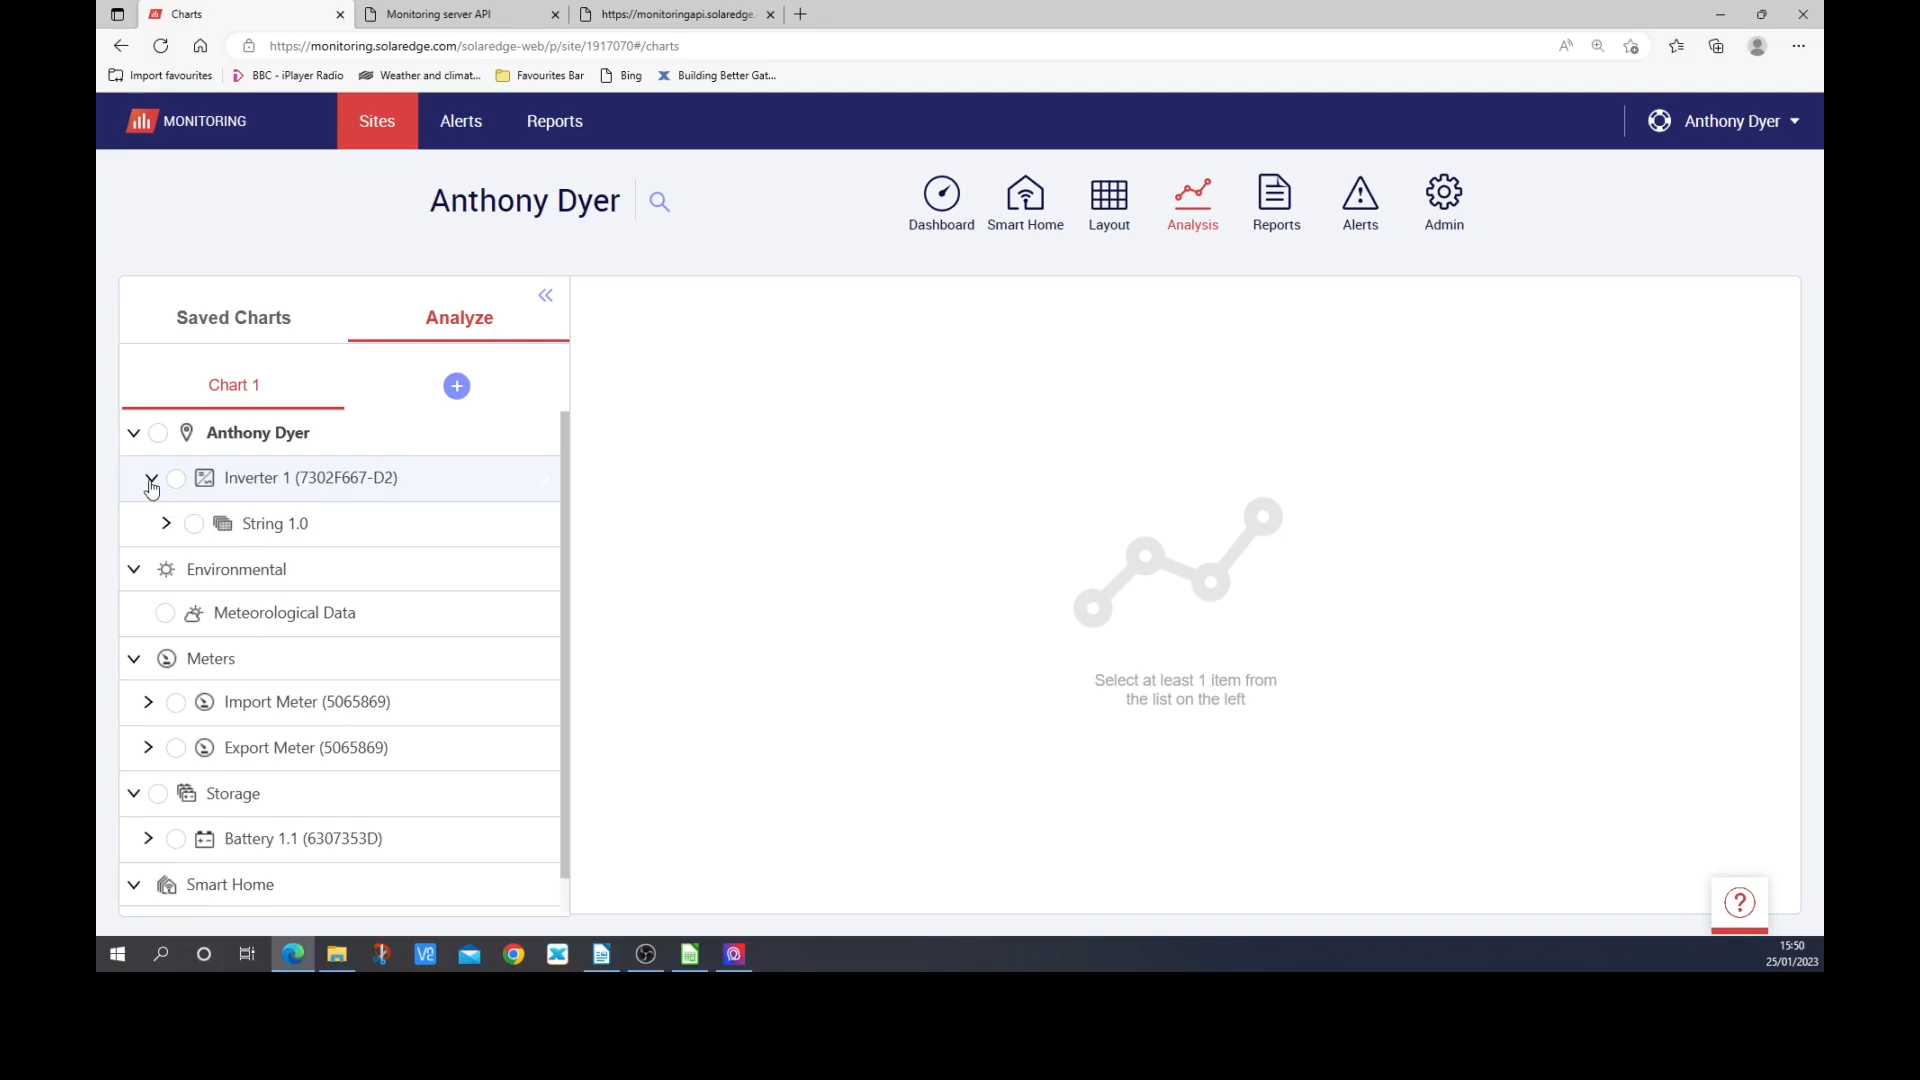 Charts
Monitoring server API
https://monitoringapi.solaredge.
https://monitoring.solaredge.com/solaredge-web/p/site/1917070#/charts
Import favourites
BBC - iPlayer Radio
Weather and climat...
Favourites Bar
Bing
Building Better Gat...
MONITORING
Sites
Alerts
Reports
Anthony Dyer
Anthony Dyer
Dashboard
Smart Home
Layout
Analysis
Reports
Alerts
Admin
Saved Charts
Analyze
Chart 1
Anthony Dyer
Inverter 1 (7302F667-D2)
String 1.0
Environmental
Meteorological Data
Meters
Import Meter (5065869)
Export Meter (5065869)
Storage
Battery 1.1 (6307353D)
Smart Home
Select at least 1 item from
the list on the left
?
15:50
25/01/2023